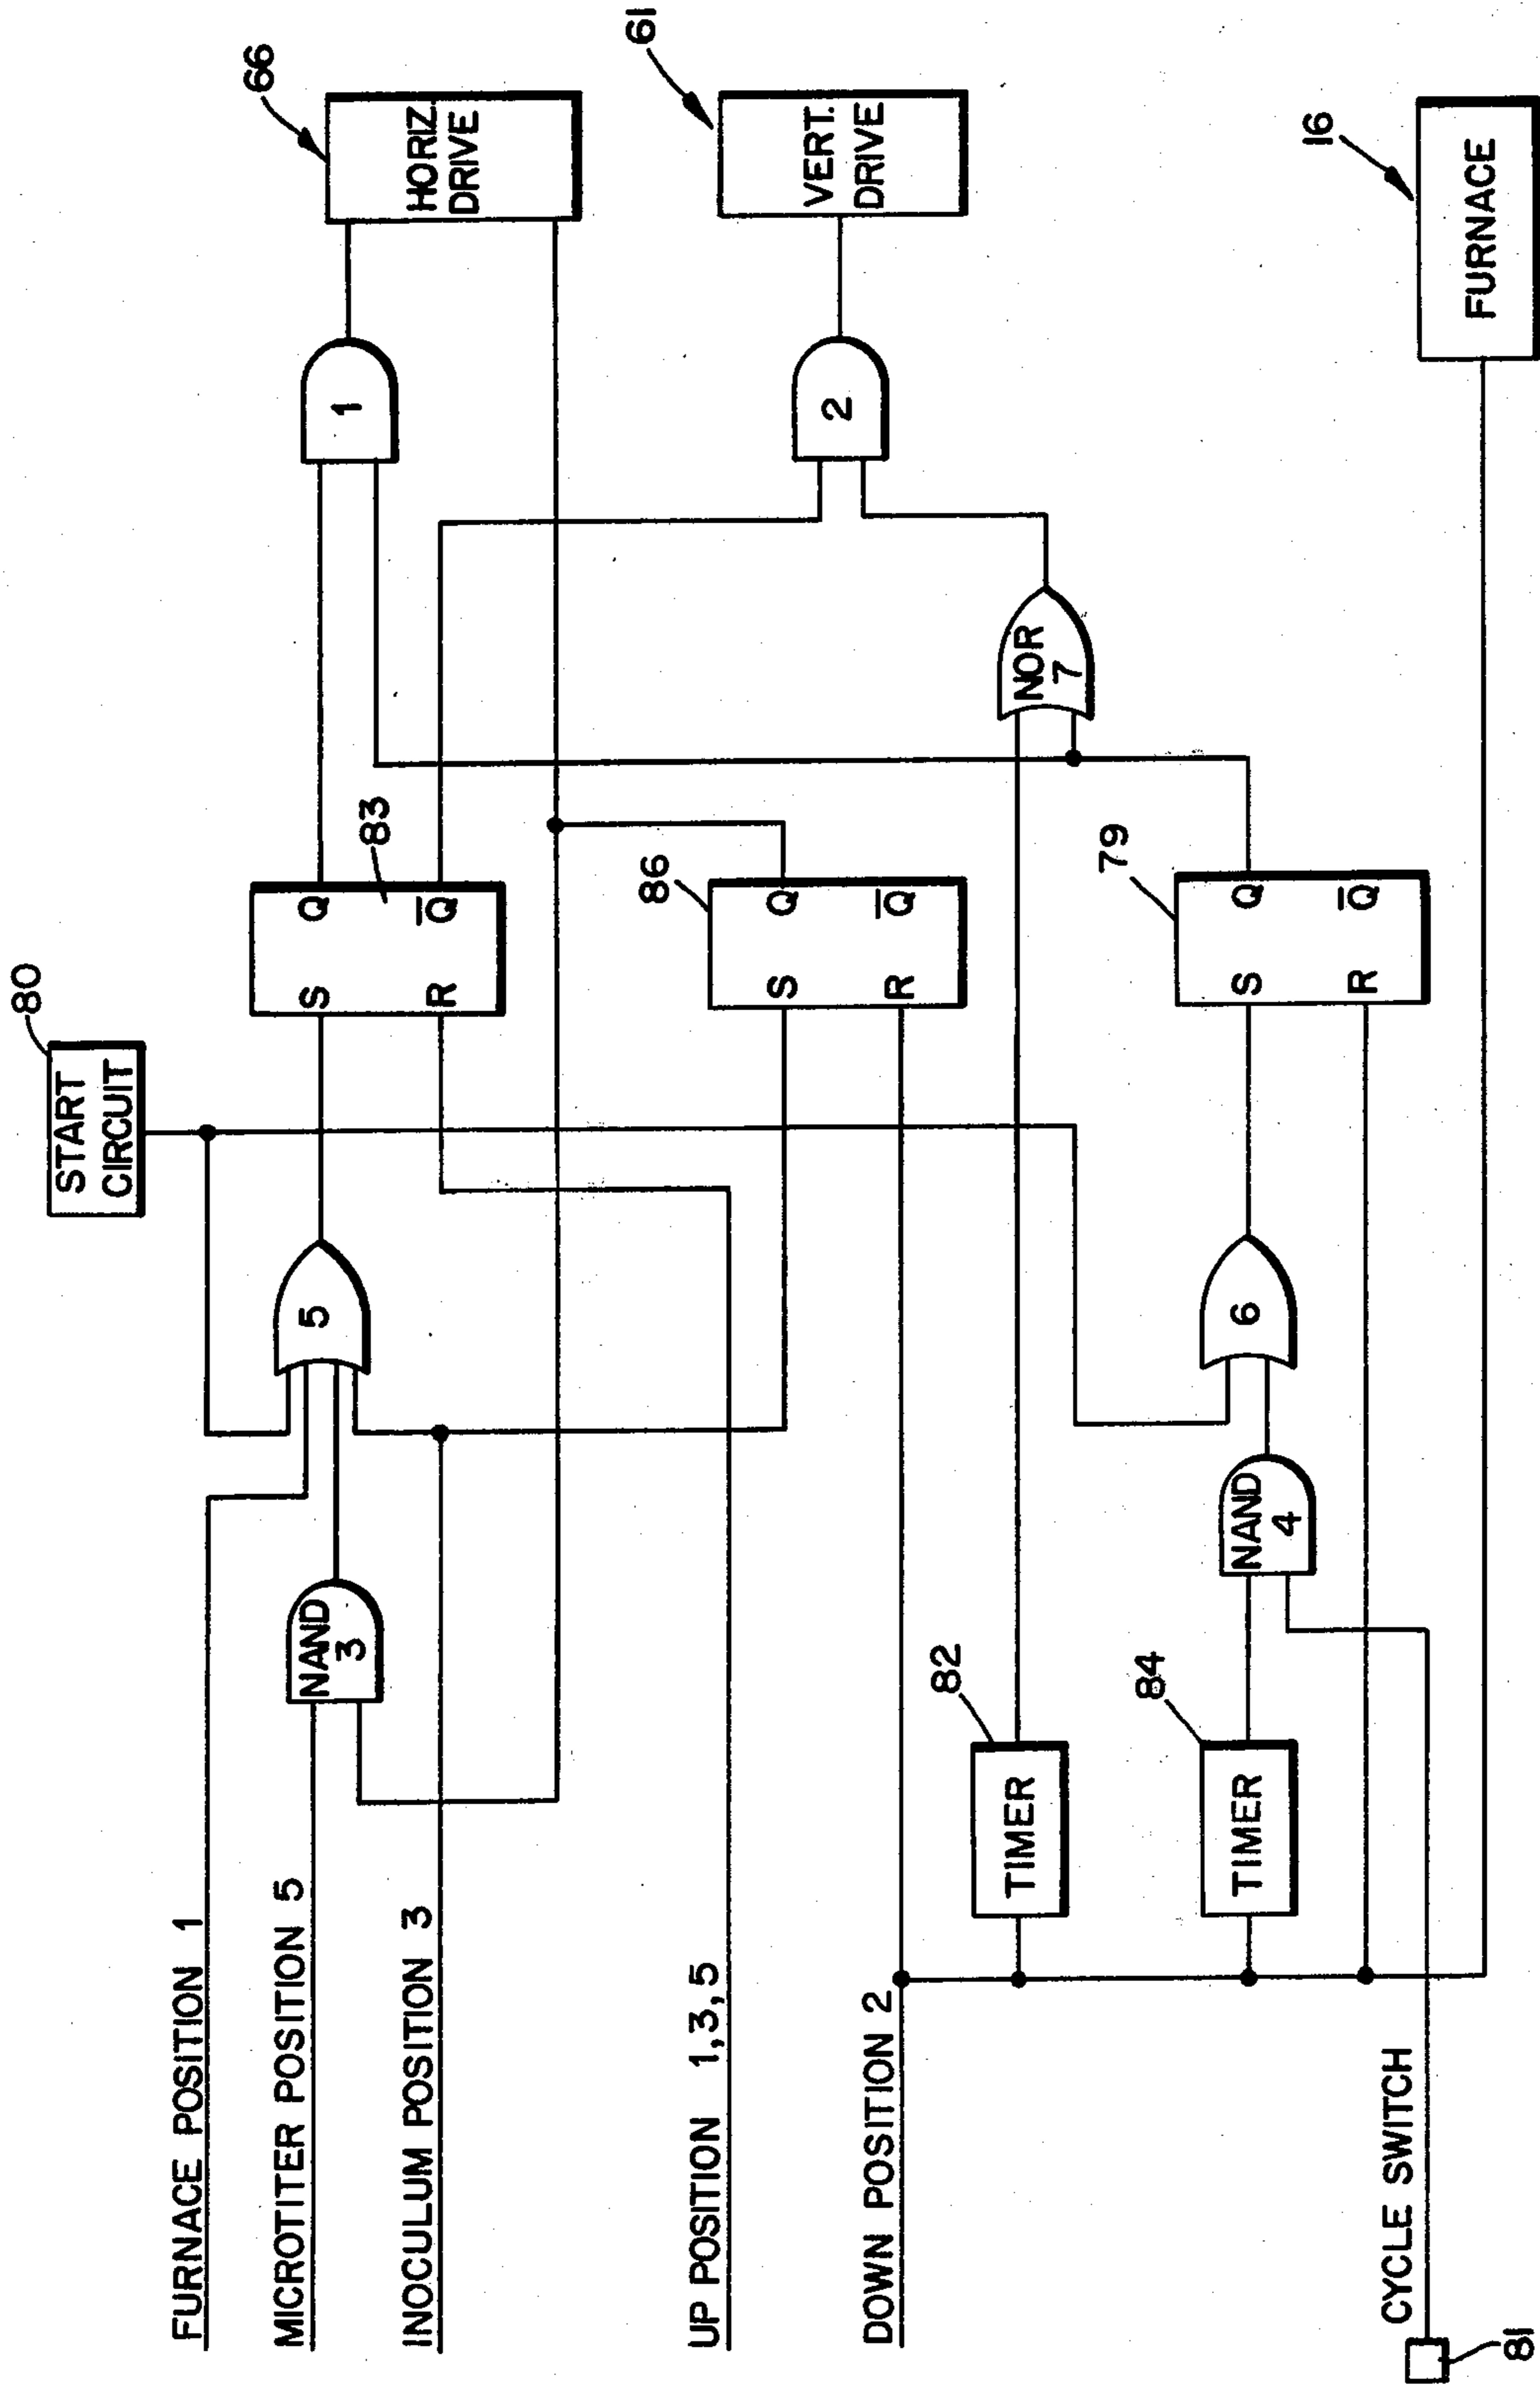 80
START
CIRCUIT
66
HORIZ.
DRIVE
61
VERT.
DRIVE
16
FURNACE
1
2
NOR
7
S
Q
R
Q̅
83
S
Q
R
Q̅
86
S
Q
R
Q̅
79
5
6
NAND
3
NAND
4
82
TIMER
84
TIMER
FURNACE POSITION 1
MICROTITER POSITION 5
INOCULUM POSITION 3
UP POSITION 1,3,5
DOWN POSITION 2
CYCLE SWITCH
81